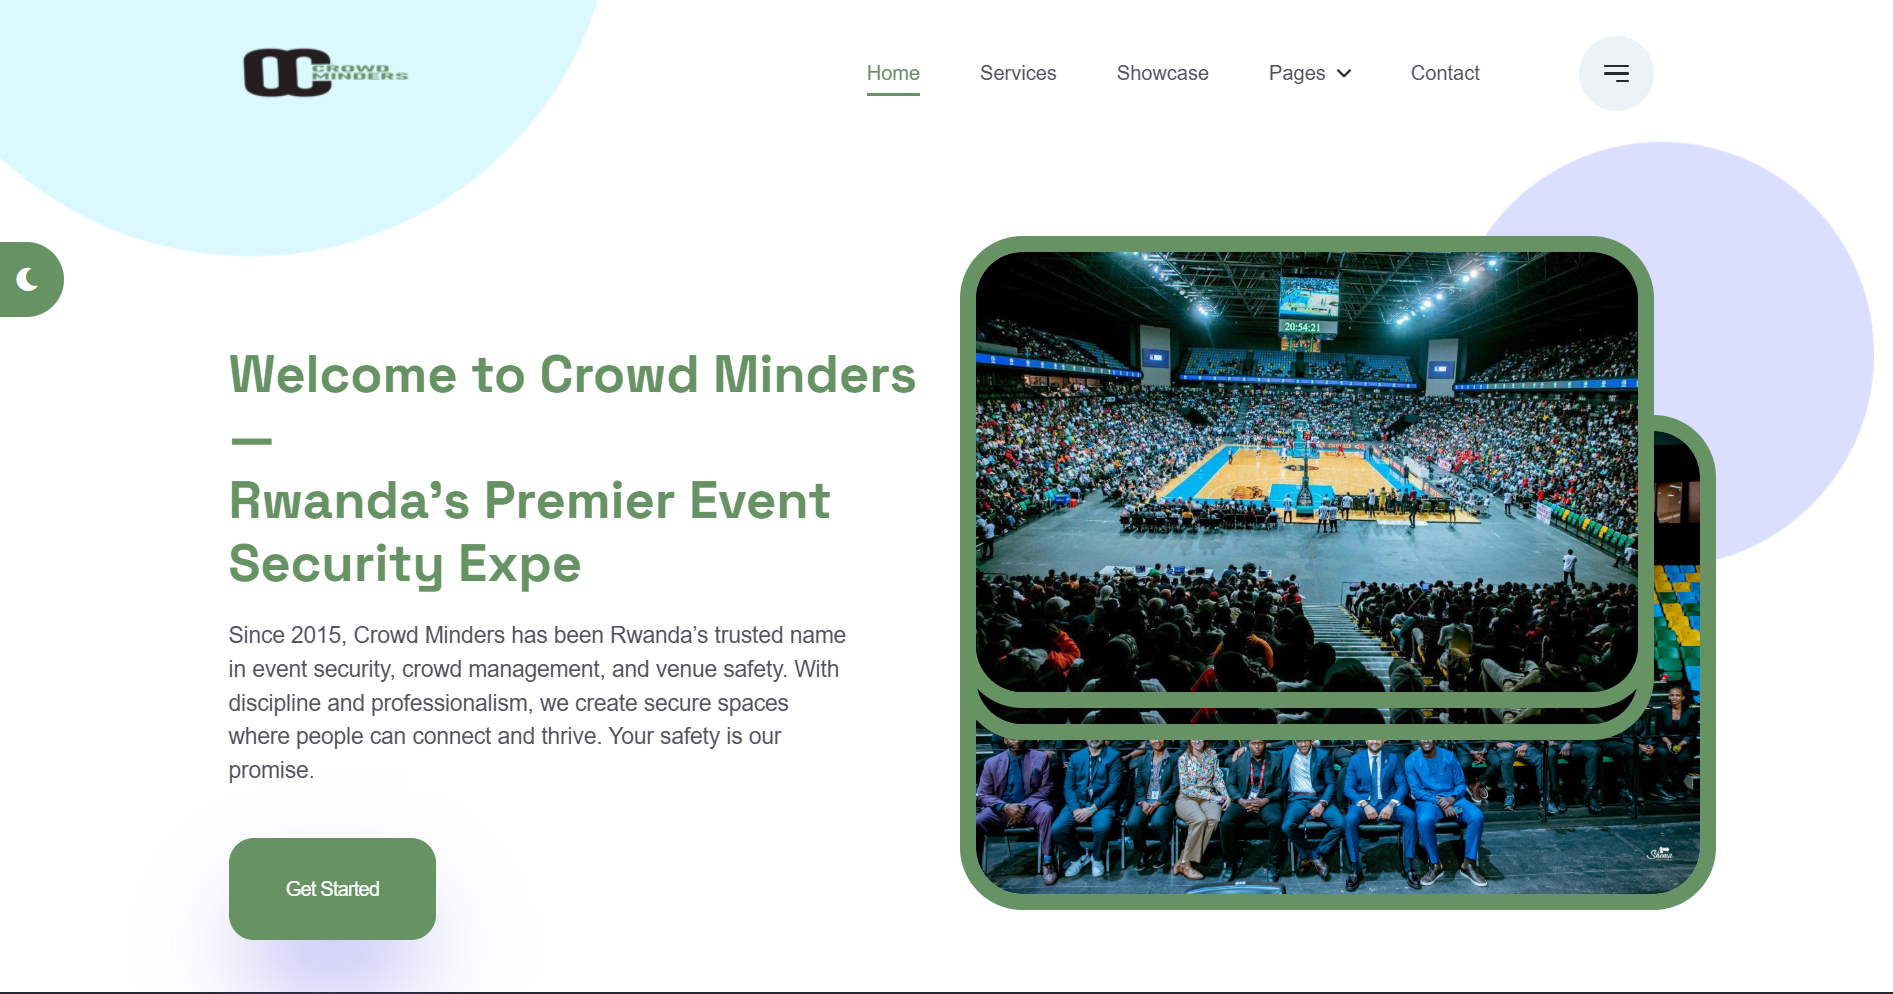 CROWD
MINDERS
Home
Services
Showcase
Pages
Contact
Welcome to Crowd Minders
—
Rwanda’s Premier Event
Security Expe
Since 2015, Crowd Minders has been Rwanda’s trusted name
in event security, crowd management, and venue safety. With
discipline and professionalism, we create secure spaces
where people can connect and thrive. Your safety is our
promise.
Get Started
20:54:21
Shema